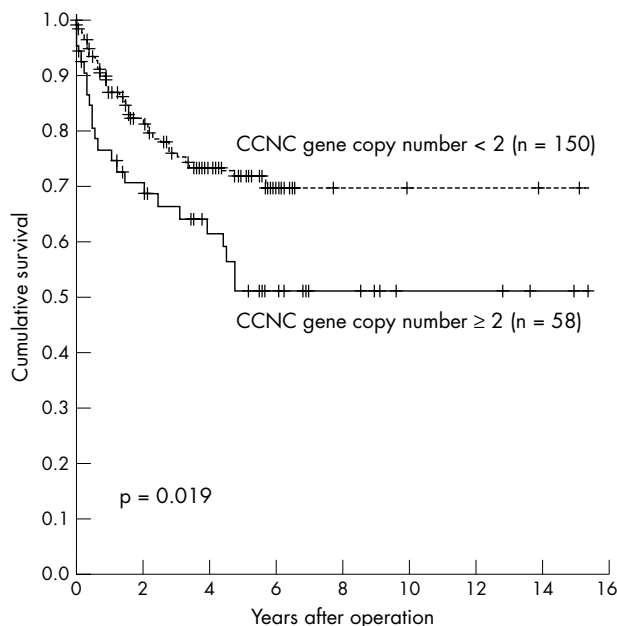 1.0
0.9
0.8
0.7
0.6
0.5
0.4
0.3
0.2
0.1
0.0
Cumulative survival
CCNC gene copy number < 2 (n = 150)
CCNC gene copy number ≥ 2 (n = 58)
p = 0.019
0 2 4 6 8 10 12 14 16
Years after operation